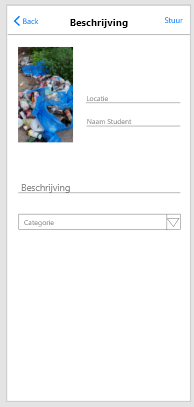 Back
Beschrijving
Stuur
Locatie
Naam Student
Beschrijving
Categorie